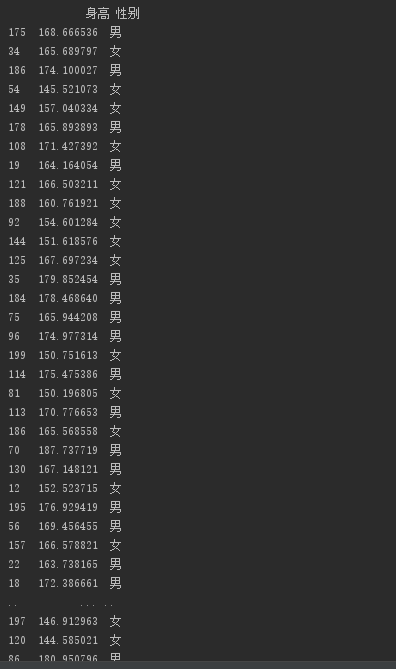 身高 性别
175 168.666536 男
34 165.689797 女
186 174.100027 男
54 145.521073 女
149 157.040334 女
178 165.893893 男
108 171.427392 女
19 164.164054 男
121 166.503211 女
188 160.761921 女
92 154.601284 女
144 151.618576 女
125 167.697234 女
35 179.852454 男
184 178.468640 男
75 165.944208 男
96 174.977314 男
199 150.751613 女
114 175.475386 男
81 150.196805 女
113 170.776653 男
186 165.568558 女
70 187.737719 男
130 167.148121 男
12 152.523715 女
195 176.929419 男
56 169.456455 男
157 166.578821 女
22 163.738165 男
18 172.386661 男
.. ... ..
197 146.912963 女
120 144.585021 女
86 180.950796 男